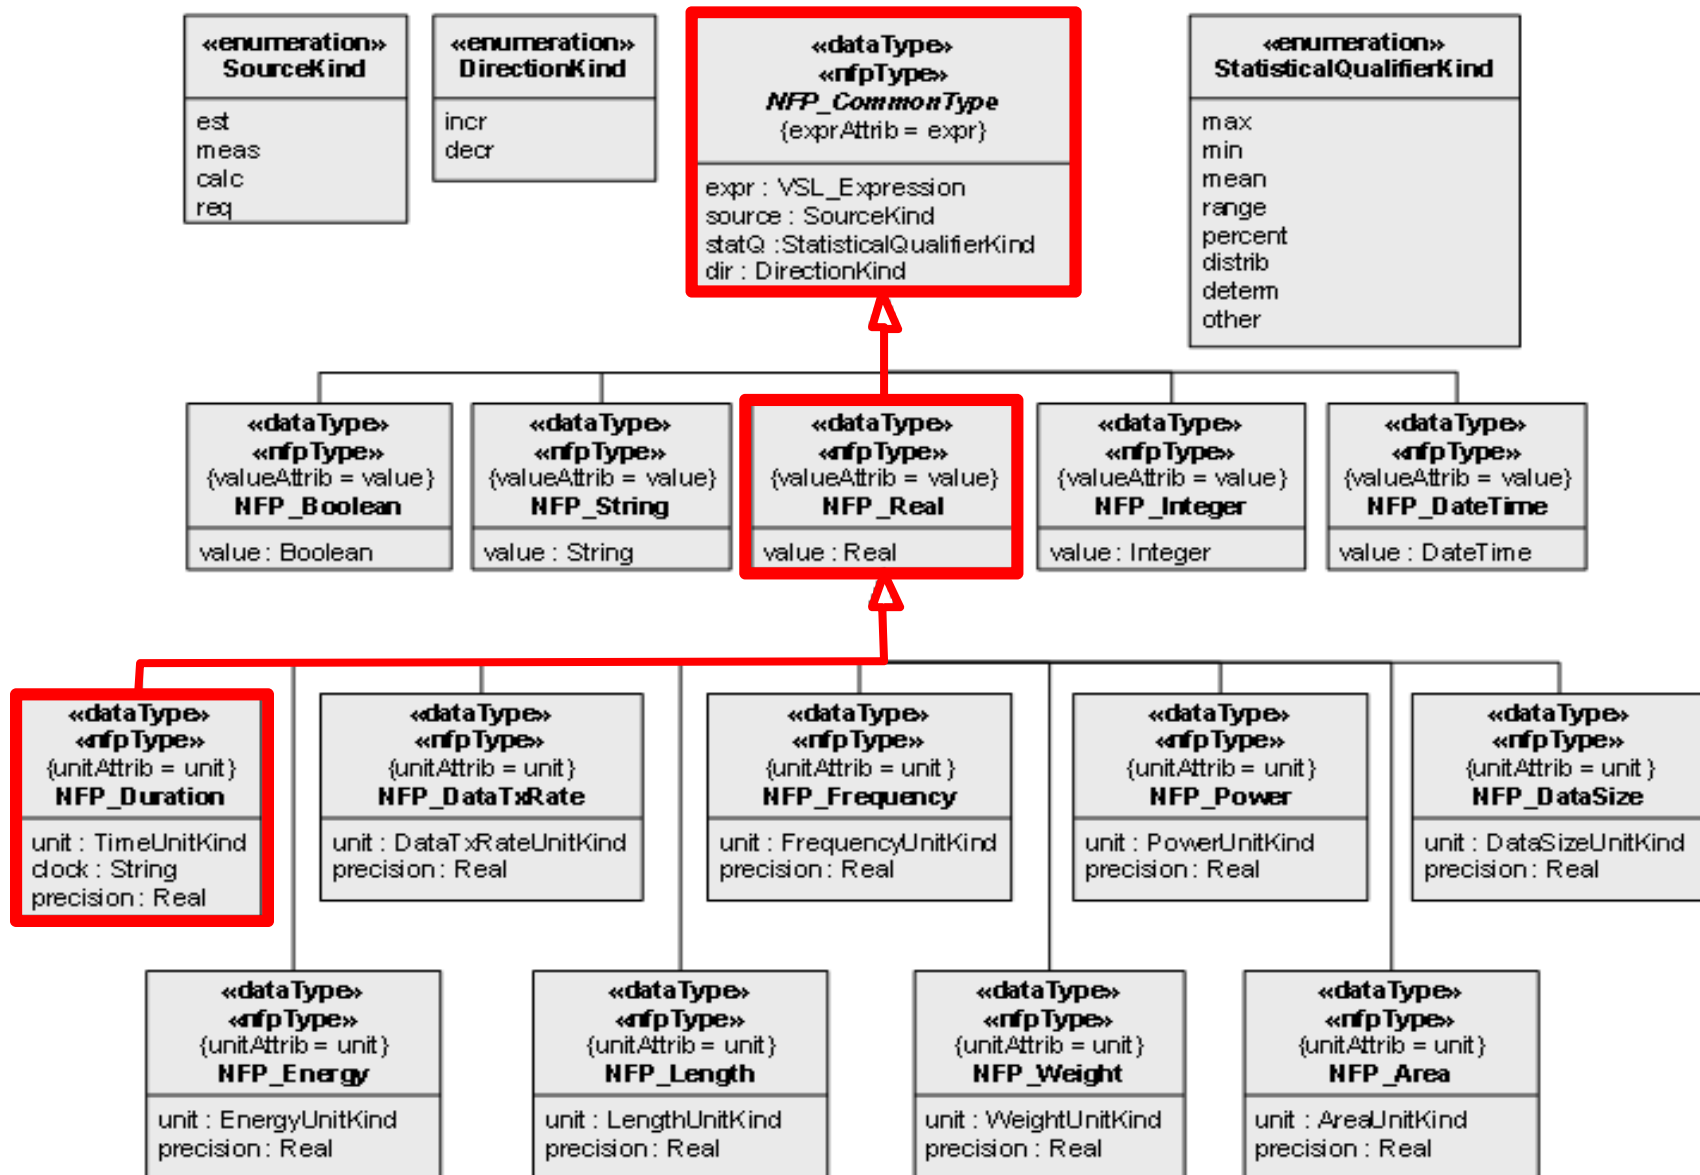 «enumeration»
SourceKind
est
meas
calc
req
«enumeration»
DirectionKind
incr
decr
«dataType»
«nfpType»
NFP_CommonType
{exprAttrib = expr}
expr : VSL_Expression
source : SourceKind
statQ :StatisticalQualifierKind
dir : DirectionKind
«enumeration»
StatisticalQualifierKind
max
min
mean
range
percent
distrib
determ
other
«dataType»
«nfpType»
{valueAttrib = value}
NFP_Boolean
value : Boolean
«dataType»
«nfpType»
{valueAttrib = value}
NFP_String
value : String
«dataType»
«nfpType»
{valueAttrib = value}
NFP_Real
value : Real
«dataType»
«nfpType»
{valueAttrib = value}
NFP_Integer
value : Integer
«dataType»
«nfpType»
{valueAttrib = value}
NFP_DateTime
value : DateTime
«dataType»
«nfpType»
{unitAttrib = unit}
NFP_Duration
unit : TimeUnitKind
clock : String
precision : Real
«dataType»
«nfpType»
{unitAttrib = unit}
NFP_DataTxRate
unit : DataTxRateUnitKind
precision : Real
«dataType»
«nfpType»
{unitAttrib = unit }
NFP_Frequency
unit : FrequencyUnitKind
precision : Real
«dataType»
«nfpType»
{unitAttrib = unit }
NFP_Power
unit : PowerUnitKind
precision : Real
«dataType»
«nfpType»
{unitAttrib = unit }
NFP_DataSize
unit : DataSizeUnitKind
precision : Real
«dataType»
«nfpType»
{unitAttrib = unit}
NFP_Energy
unit : EnergyUnitKind
precision : Real
«dataType»
«nfpType»
{unitAttrib = unit}
NFP_Length
unit : LengthUnitKind
precision : Real
«dataType»
«nfpType»
{unitAttrib = unit}
NFP_Weight
unit : WeightUnitKind
precision : Real
«dataType»
«nfpType»
{unitAttrib = unit}
NFP_Area
unit : AreaUnitKind
precision : Real